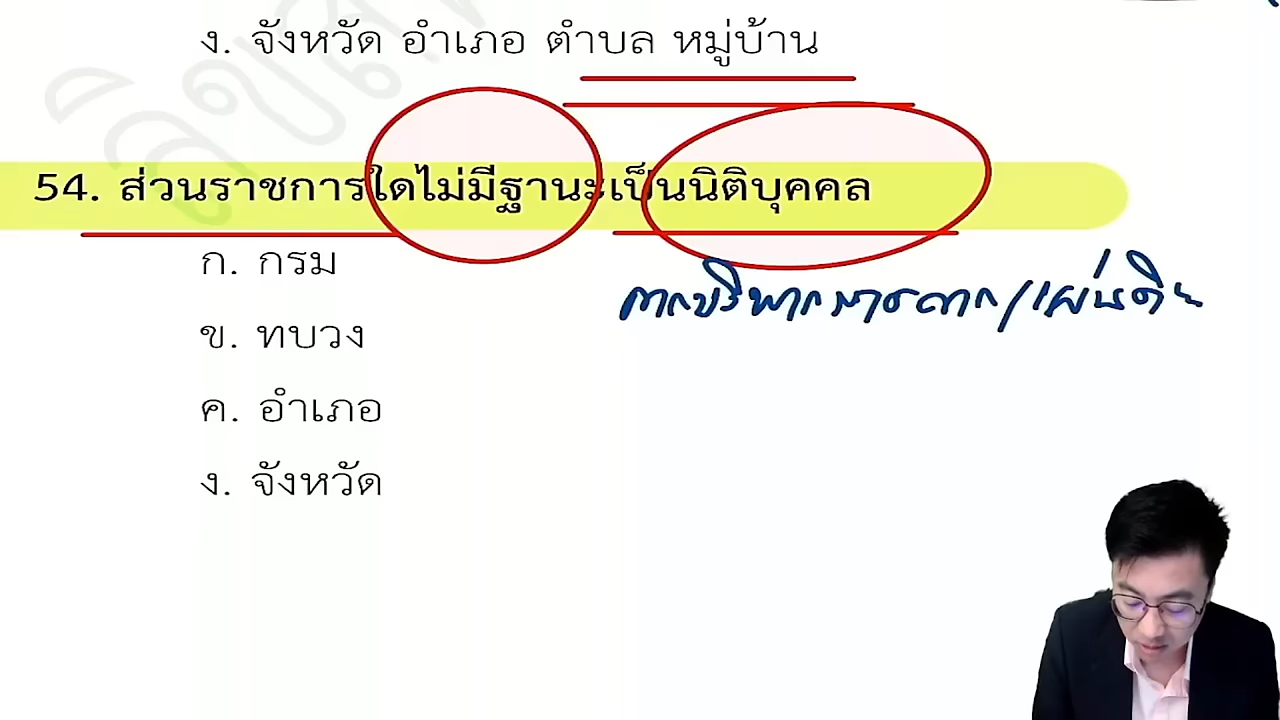 ง. จังหวัด อำเภอ ตำบล หมู่บ้าน
54. ส่วนราชการใดไม่มีฐานะเป็นนิติบุคคล
ก. กรม
ข. ทบวง
ค. อำเภอ
ง. จังหวัด